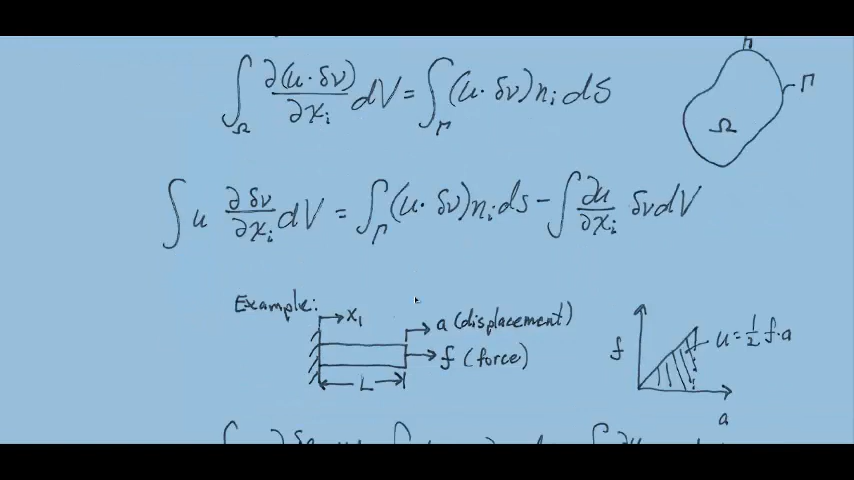 ∫_Ω ∂(u·δv)/∂x_i dV = ∫_Γ (u·δv) n_i dS
Γ
Ω
∫ u ∂δv/∂x_i dV = ∫_Γ (u·δv) n_i ds - ∫ ∂u/∂x_i δv dV
Example:
x_1
a (displacement)
f (force)
L
f
u = 1/2 f·a
a